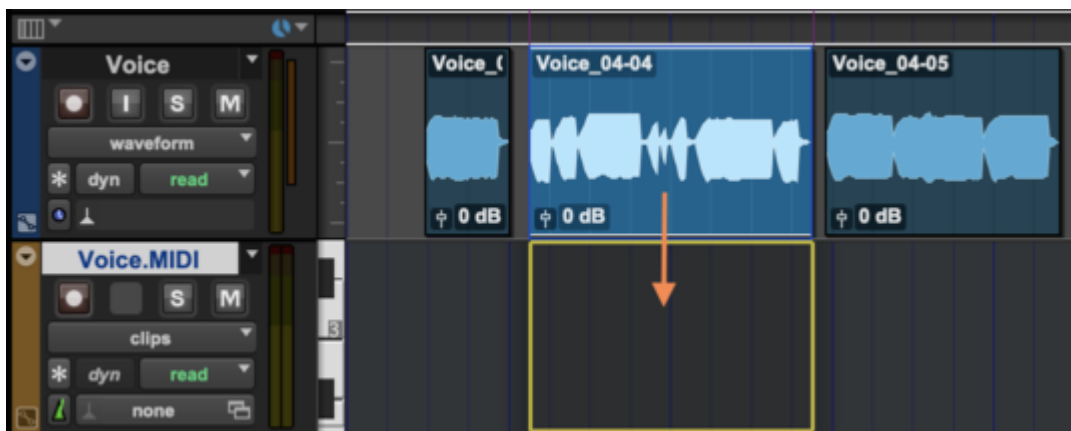 Voice
I S M
waveform
dyn read
Voice_0
0 dB
Voice_04-04
0 dB
Voice_04-05
0 dB
Voice.MIDI
S M
clips
dyn read
none
3